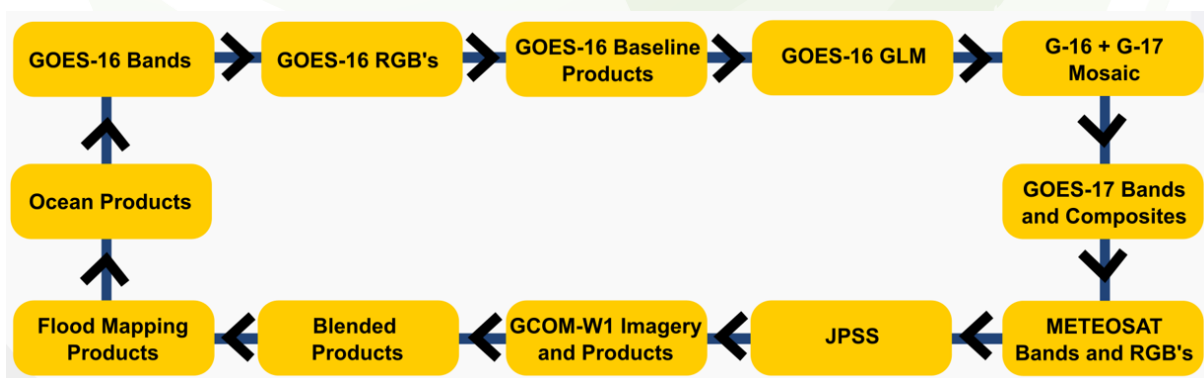 GOES-16 Bands
GOES-16 RGB's
GOES-16 Baseline
Products
GOES-16 GLM
G-16 + G-17
Mosaic
GOES-17 Bands
and Composites
METEOSAT
Bands and RGB's
JPSS
GCOM-W1 Imagery
and Products
Blended
Products
Flood Mapping
Products
Ocean Products